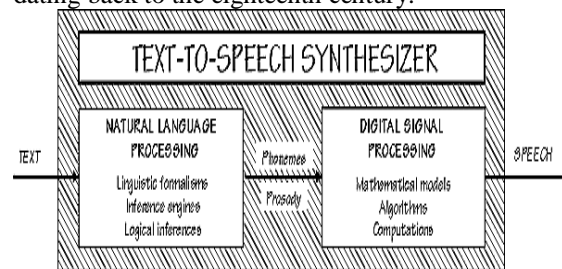 dating back to the eighteenth century.
TEXT-TO-SPEECH SYNTHESIZER
NATURAL LANGUAGE
PROCESSING
Linguistic formalisms
Inference engines
Logical inferences
TEXT
Phonemes
Prosody
DIGITAL SIGNAL
PROCESSING
Mathematical models
Algorithms
Computations
SPEECH